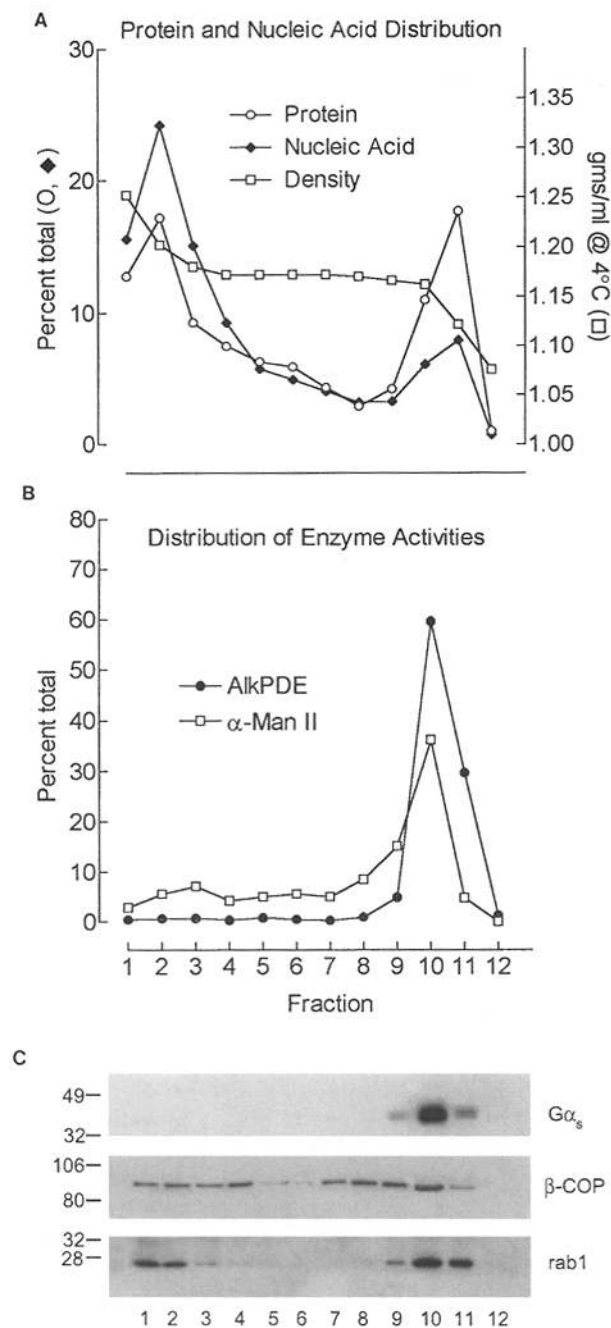 A
Protein and Nucleic Acid Distribution
30
20
10
0
Percent total (O, ◆)
Protein
Nucleic Acid
Density
1.35
1.30
1.25
1.20
1.15
1.10
1.05
1.00
gms/ml @ 4°C (□)
B
Distribution of Enzyme Activities
80
70
60
50
40
30
20
10
0
Percent total
AlkPDE
α-Man II
1 2 3 4 5 6 7 8 9 10 11 12
Fraction
C
49
32
Gαs
106
80
β-COP
32
28
rab1
1 2 3 4 5 6 7 8 9 10 11 12